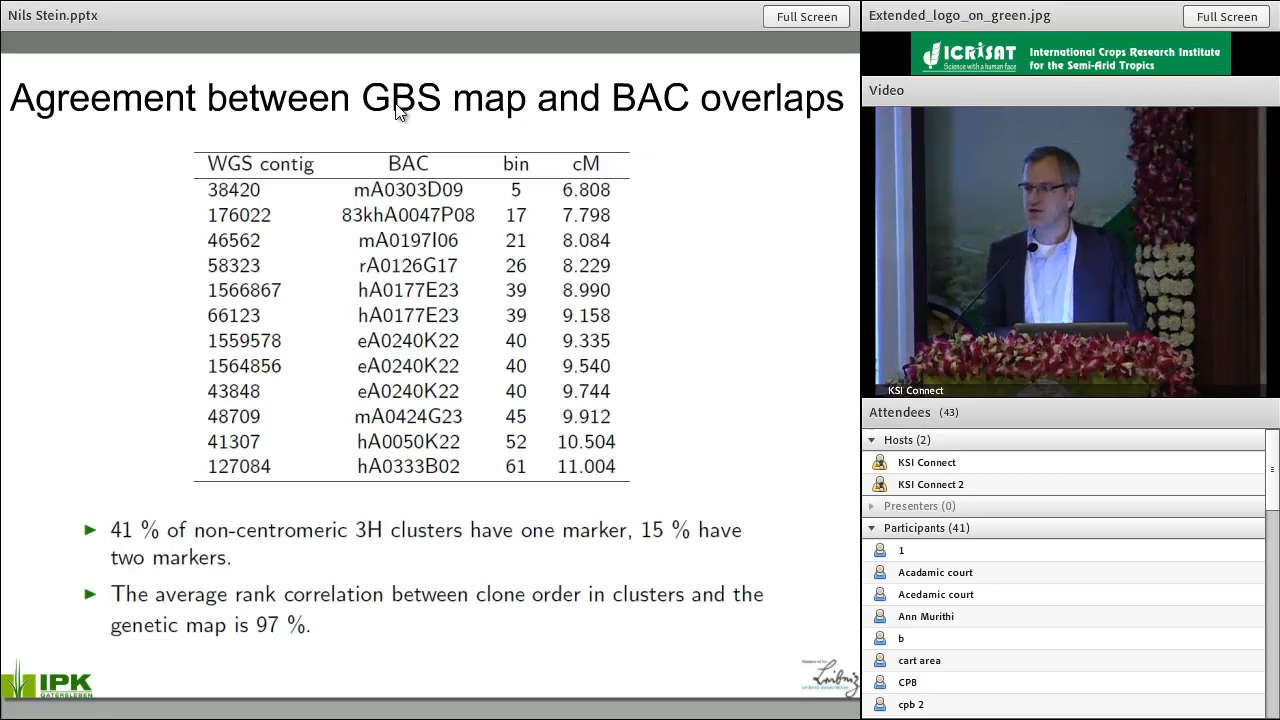 Nils Stein.pptx
Full Screen
Agreement between GBS map and BAC overlaps
WGS contig BAC bin cM
38420 mA0303D09 5 6.808
176022 83khA0047P08 17 7.798
46562 mA0197I06 21 8.084
58323 rA0126G17 26 8.229
1566867 hA0177E23 39 8.990
66123 hA0177E23 39 9.158
1559578 eA0240K22 40 9.335
1564856 eA0240K22 40 9.540
43848 eA0240K22 40 9.744
48709 mA0424G23 45 9.912
41307 hA0050K22 52 10.504
127084 hA0333B02 61 11.004
41 % of non-centromeric 3H clusters have one marker, 15 % have
two markers.
The average rank correlation between clone order in clusters and the
genetic map is 97 %.
IPK
GATERSLEBEN
Leibniz
Extended_logo_on_green.jpg
Full Screen
ICRISAT
Science with a human face
International Crops Research Institute
for the Semi-Arid Tropics
Video
KSI Connect
Attendees (43)
Hosts (2)
KSI Connect
KSI Connect 2
Presenters (0)
Participants (41)
1
Acadamic court
Acedamic court
Ann Murithi
b
cart area
CPB
cpb 2